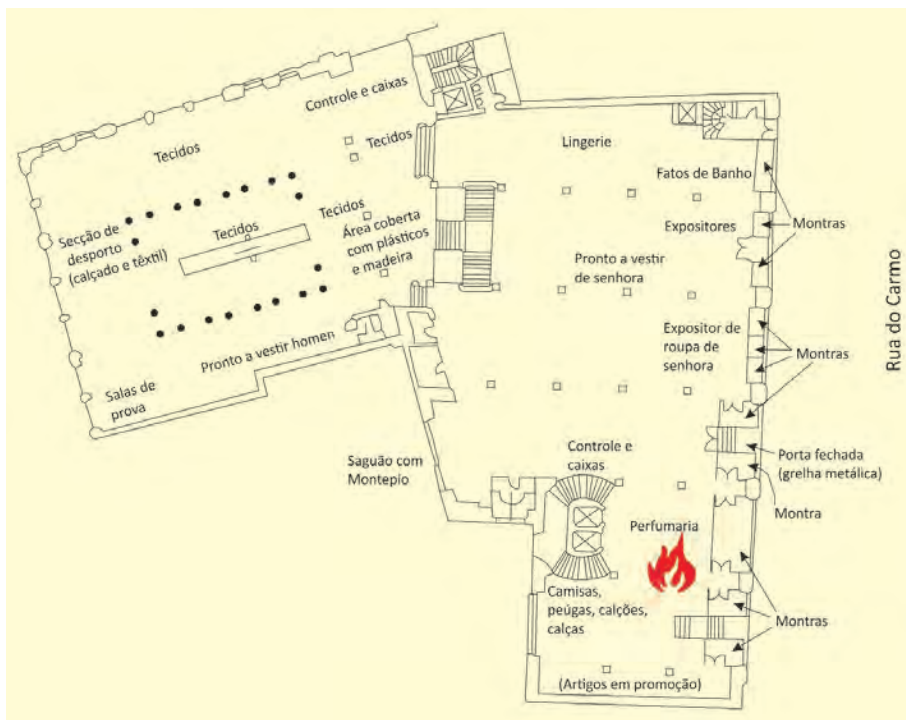 Controle e caixas
Tecidos
Tecidos
Tecidos
Tecidos
Secção de
desporto
(calçado e têxtil)
Área coberta
com plásticos
e madeira
Pronto a vestir homen
Salas de
prova
Lingerie
Fatos de Banho
Expositores
Montras
Pronto a vestir
de senhora
Expositor de
roupa de
senhora
Montras
Rua do Carmo
Saguão com
Montepio
Controle e
caixas
Porta fechada
(grelha metálica)
Montra
Perfumaria
Camisas,
peúgas, calções,
calças
Montras
(Artigos em promoção)